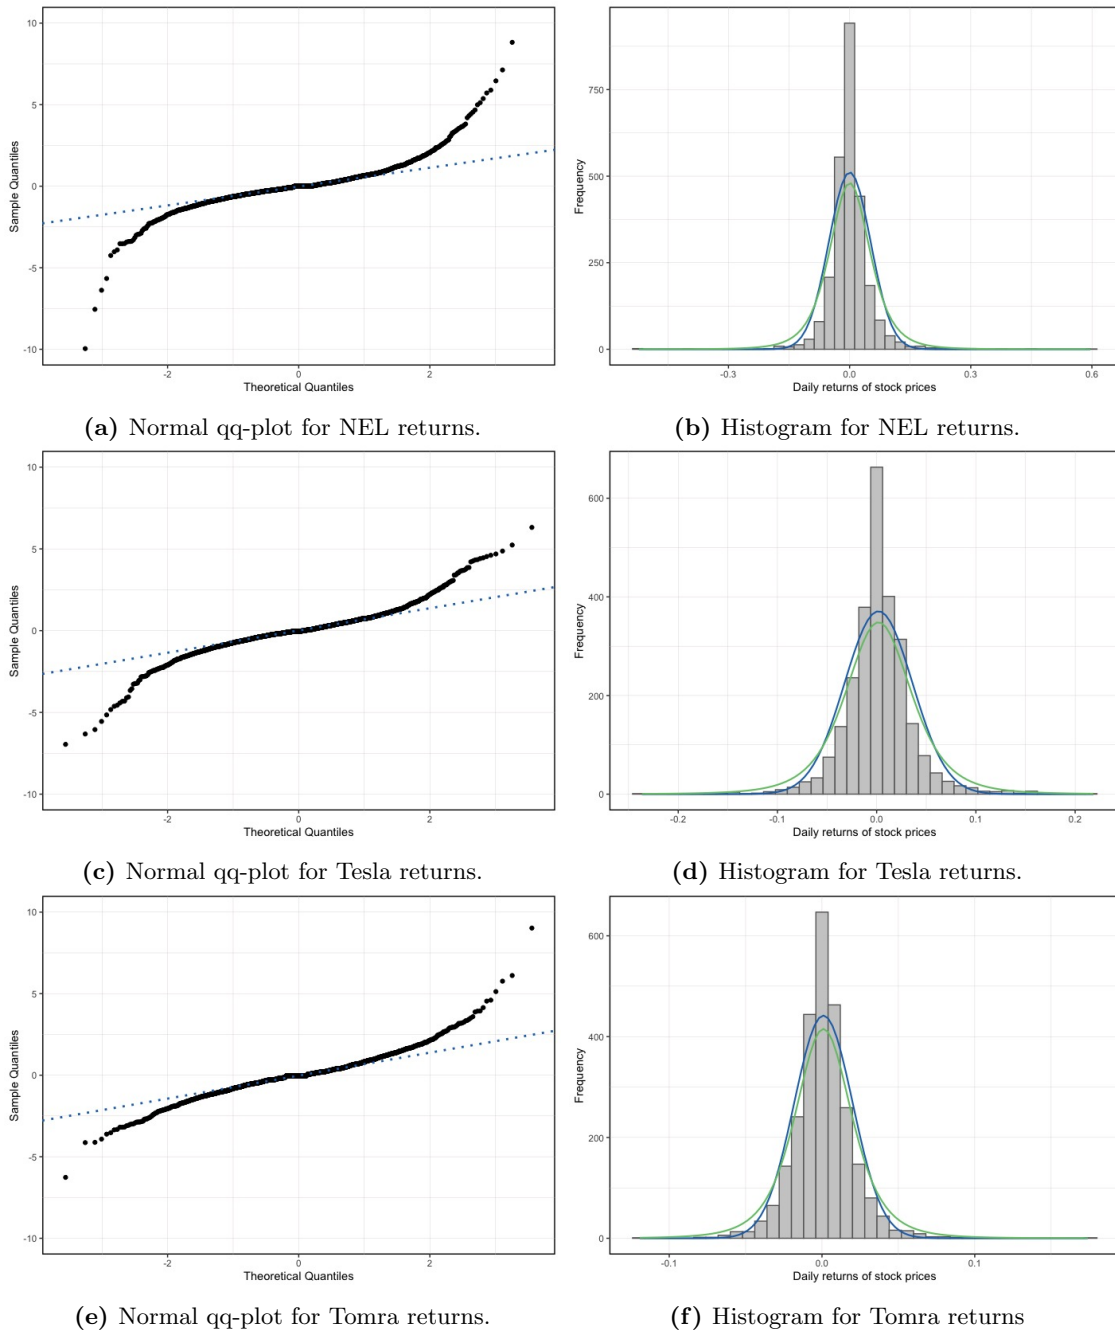 10
5
0
-5
-10
Sample Quantiles
-2
0
2
Theoretical Quantiles
750
500
250
0
Frequency
-0.3
0.0
0.3
0.6
Daily returns of stock prices
(a) Normal qq-plot for NEL returns.
(b) Histogram for NEL returns.
10
5
0
-5
-10
Sample Quantiles
-2
0
2
Theoretical Quantiles
600
400
200
0
Frequency
-0.2
-0.1
0.0
0.1
0.2
Daily returns of stock prices
(c) Normal qq-plot for Tesla returns.
(d) Histogram for Tesla returns.
10
5
0
-5
-10
Sample Quantiles
-2
0
2
Theoretical Quantiles
600
400
200
0
Frequency
-0.1
0.0
0.1
Daily returns of stock prices
(e) Normal qq-plot for Tomra returns.
(f) Histogram for Tomra returns